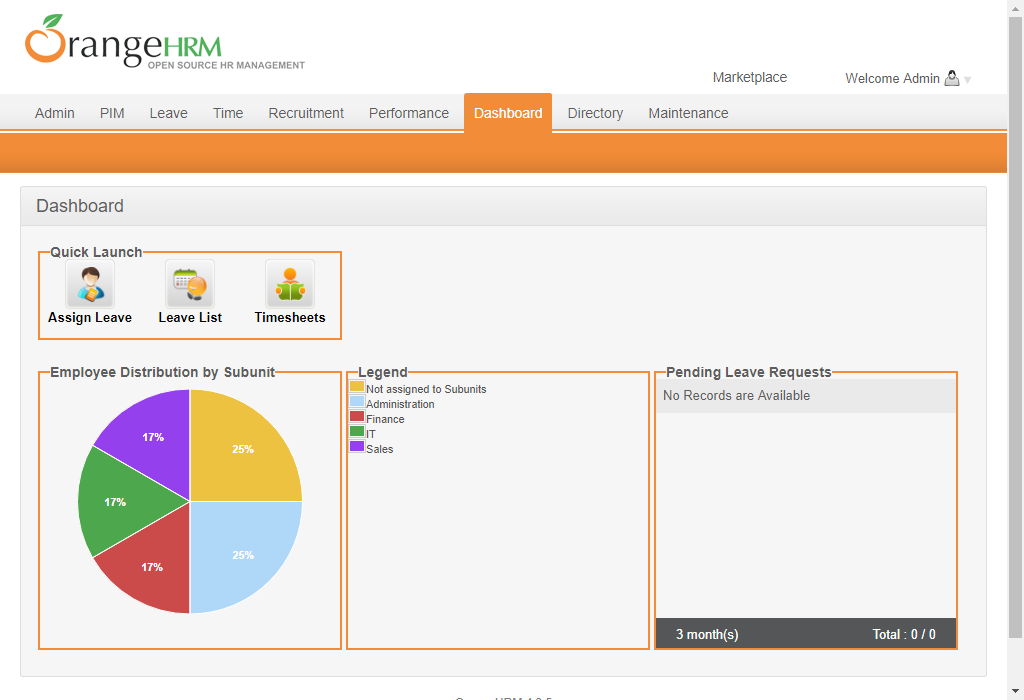 OrangeHRM
OPEN SOURCE HR MANAGEMENT
Marketplace
Welcome Admin
Admin PIM Leave Time Recruitment Performance Dashboard Directory Maintenance
Dashboard
Quick Launch
Assign Leave Leave List Timesheets
Employee Distribution by Subunit
25%
25%
17%
17%
17%
Legend
Not assigned to Subunits
Administration
Finance
IT
Sales
Pending Leave Requests
No Records are Available
3 month(s) Total : 0 / 0